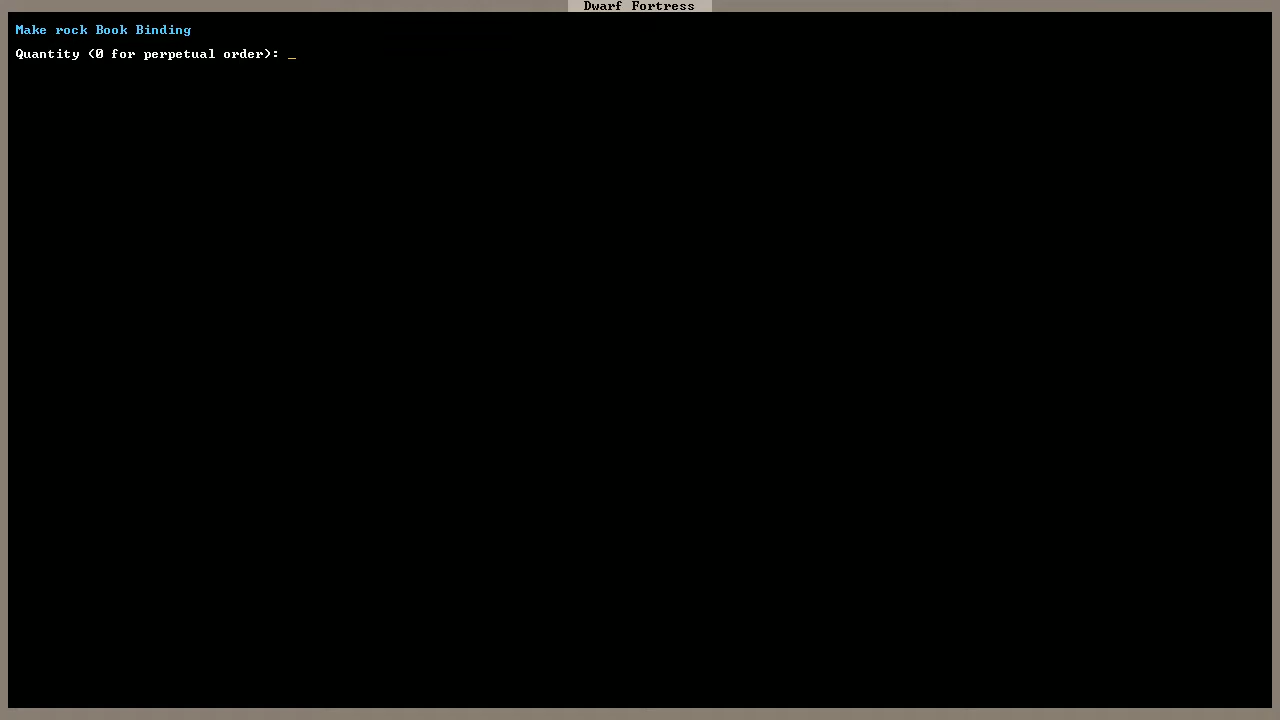 Dwarf Fortress
Make rock Book Binding
Quantity (0 for perpetual order): _